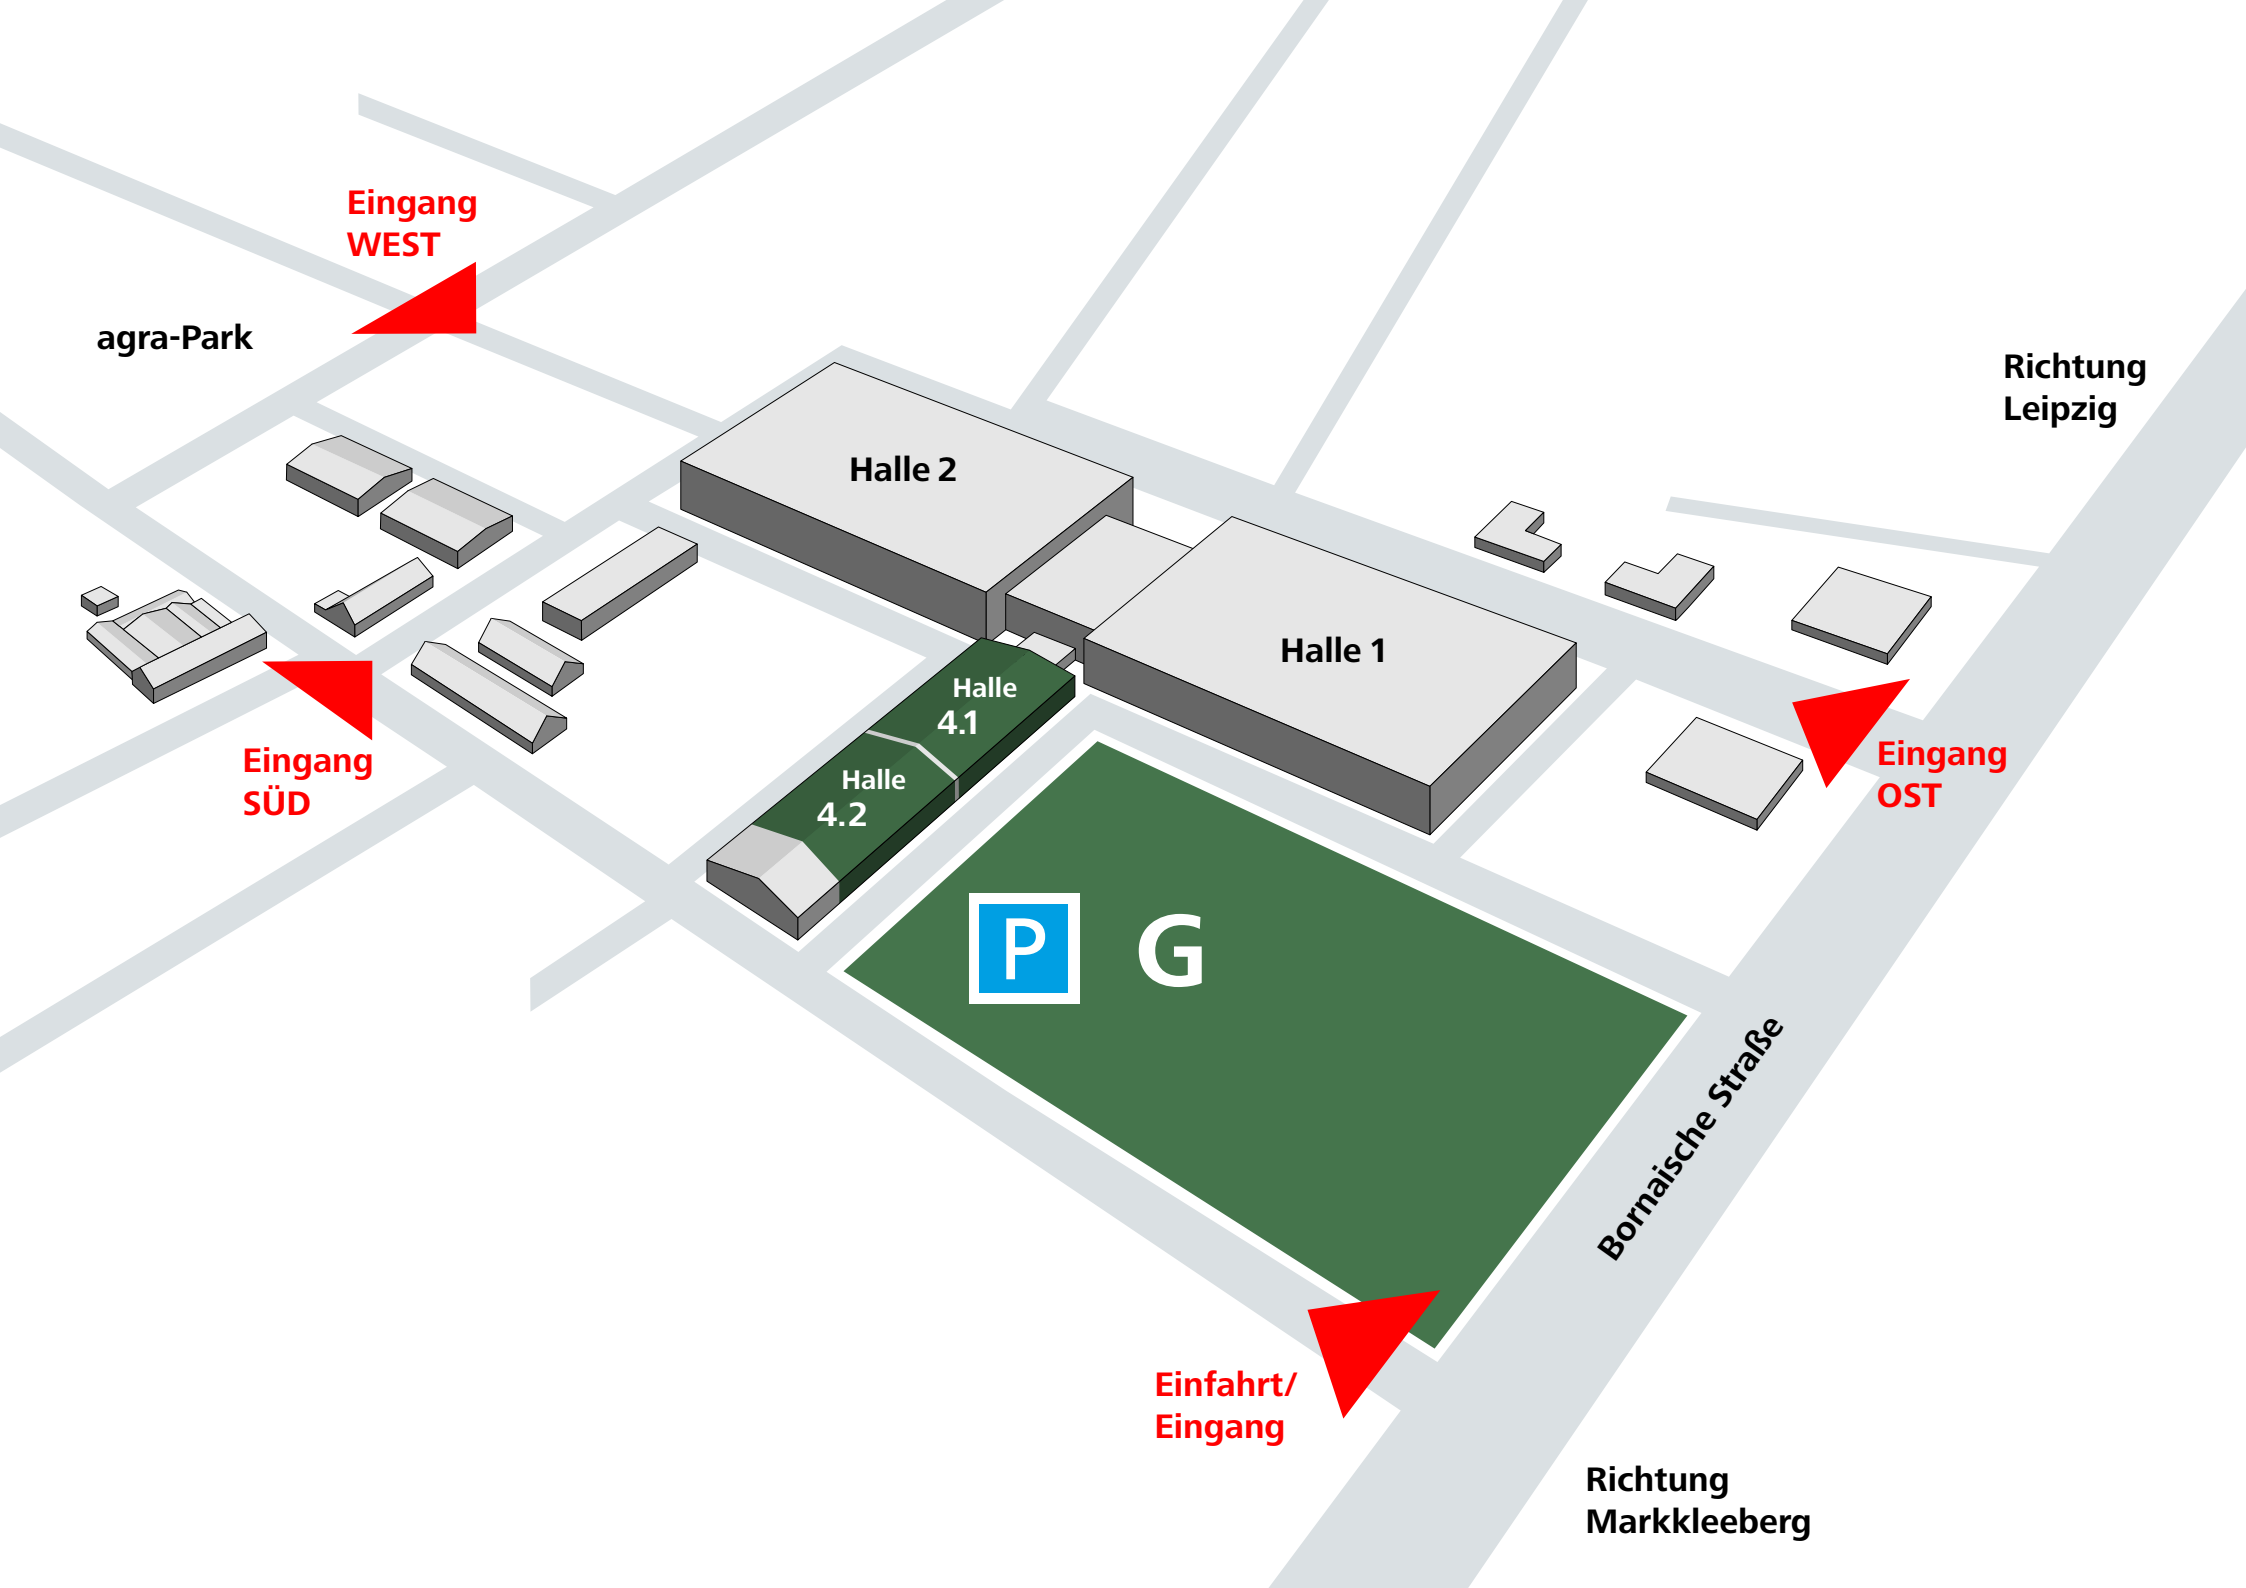 Eingang
WEST
agra-Park
Richtung
Leipzig
Halle 2
Halle 1
Halle
4.1
Halle
4.2
Eingang
SÜD
Eingang
OST
P G
Bornaische Straße
Einfahrt/
Eingang
Richtung
Markkleeberg